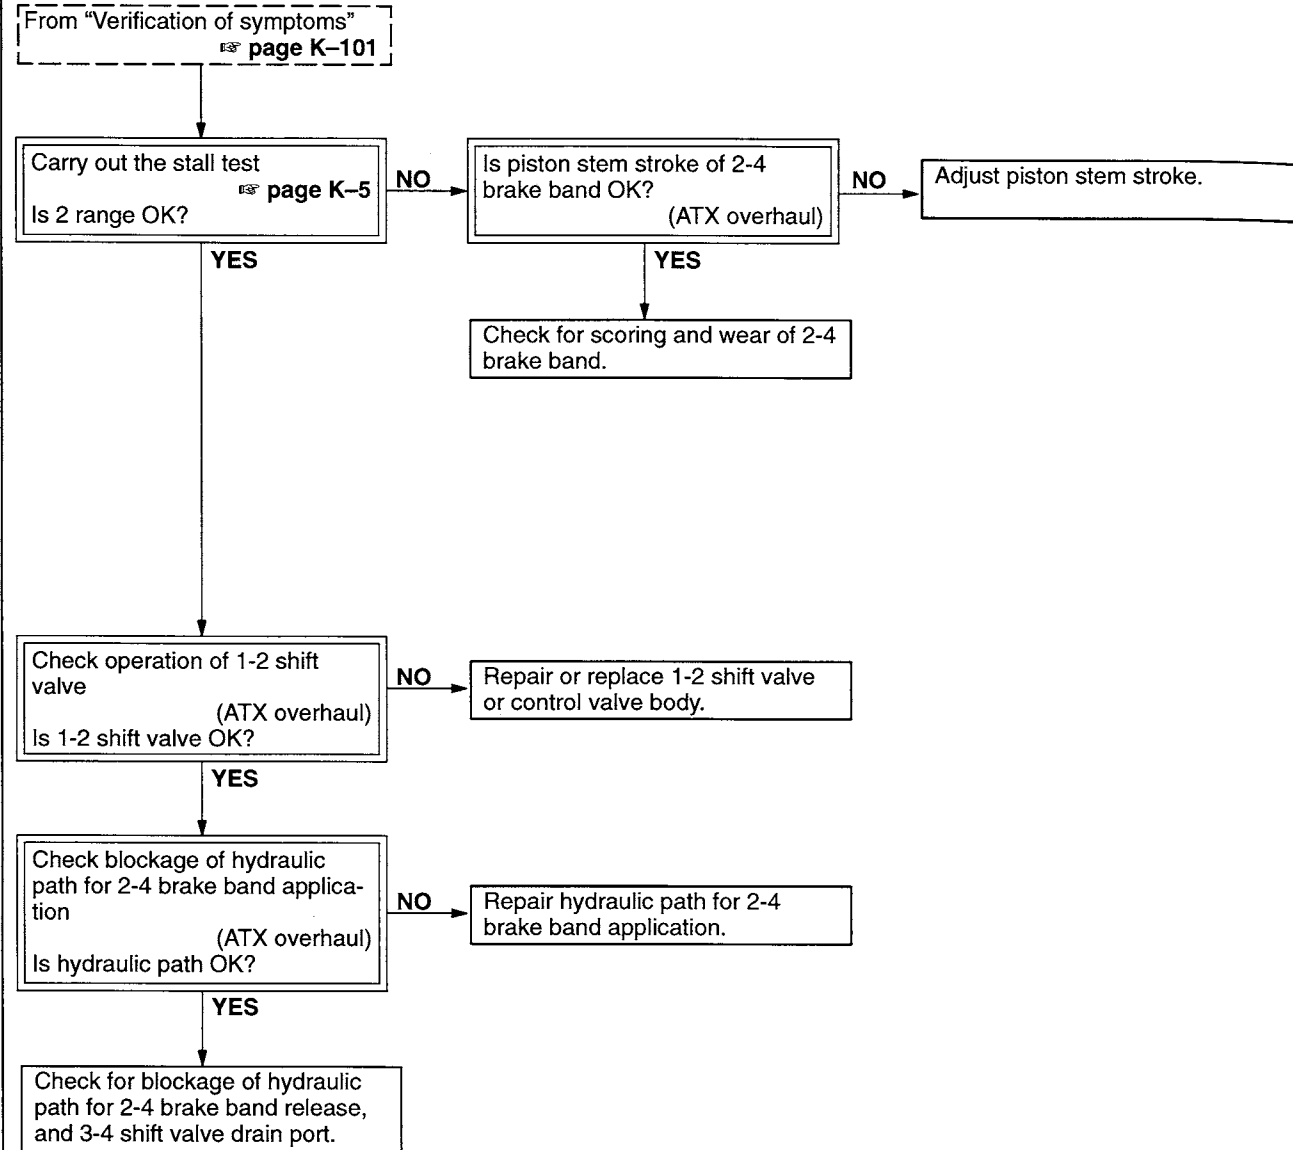 From “Verification of symptoms”
☞ page K–101
Carry out the stall test
☞ page K–5
Is 2 range OK?
NO
Is piston stem stroke of 2-4
brake band OK?
(ATX overhaul)
NO
Adjust piston stem stroke.
YES
YES
Check for scoring and wear of 2-4
brake band.
Check operation of 1-2 shift
valve
(ATX overhaul)
Is 1-2 shift valve OK?
NO
Repair or replace 1-2 shift valve
or control valve body.
YES
Check blockage of hydraulic
path for 2-4 brake band applica-
tion
(ATX overhaul)
Is hydraulic path OK?
NO
Repair hydraulic path for 2-4
brake band application.
YES
Check for blockage of hydraulic
path for 2-4 brake band release,
and 3-4 shift valve drain port.